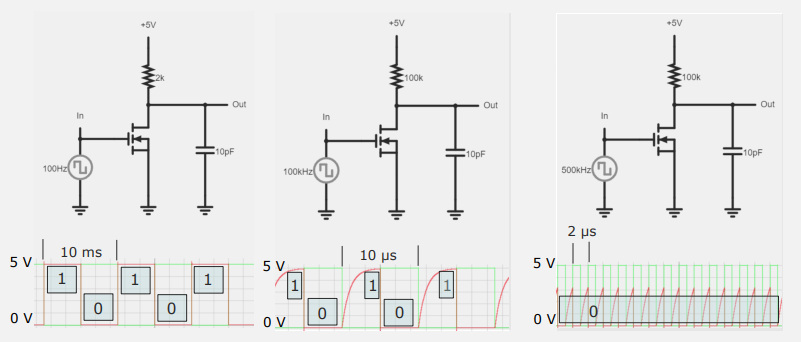 +5V
2k
Out
In
100Hz
10pF
10 ms
5 V
1
1
1
0
0
0 V
+5V
100k
Out
In
100kHz
10pF
10 µs
5 V
1
1
1
0
0
0 V
+5V
100k
Out
In
500kHz
10pF
2 µs
5 V
0
0 V